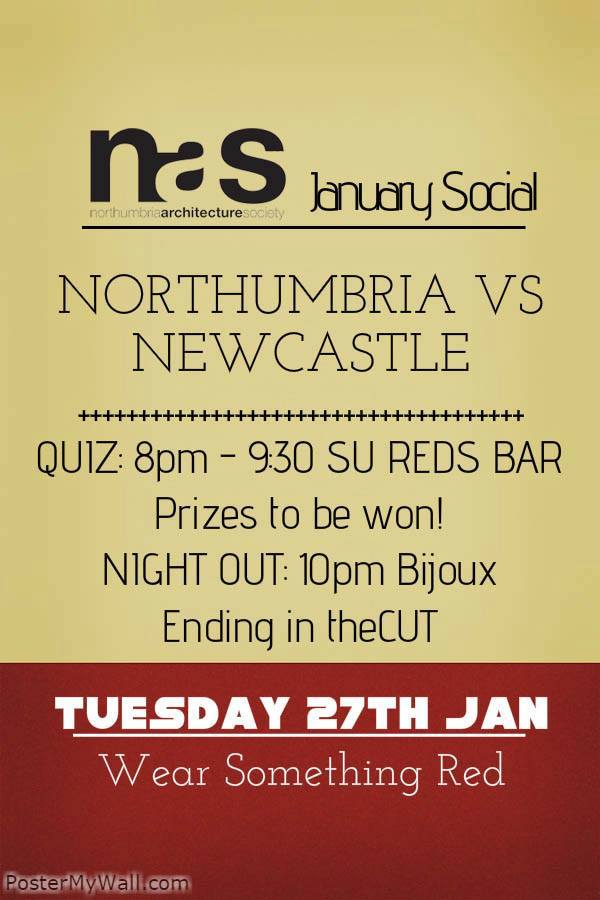 nas January Social
northumbriaarchitecturesociety
NORTHUMBRIA VS
NEWCASTLE
+++++++++++++++++++++++++++++++++++++
QUIZ: 8pm - 9:30 SU REDS BAR
Prizes to be won!
NIGHT OUT: 10pm Bijoux
Ending in theCUT
TUESDAY 27TH JAN
Wear Something Red
PosterMyWall.com